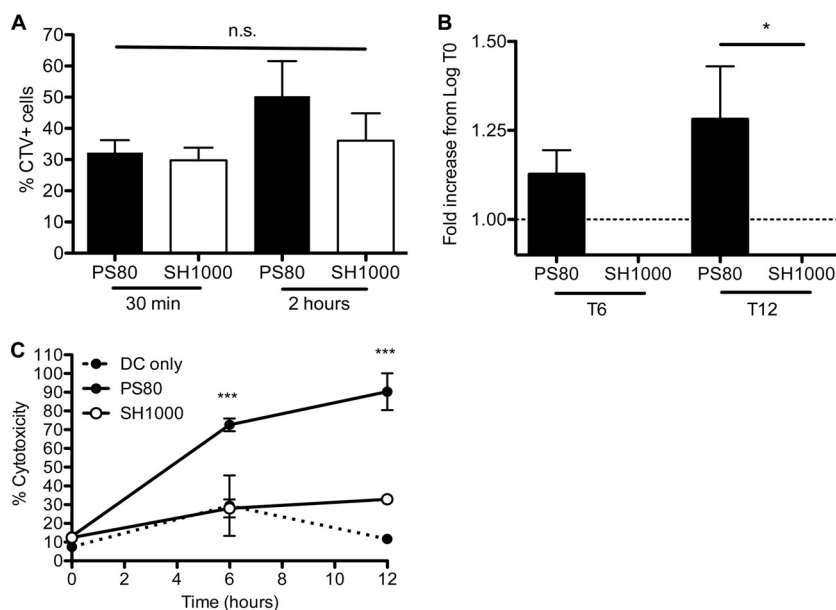 A
n.s.
% CTV+ cells
70
60
50
40
30
20
10
0
PS80 SH1000 PS80 SH1000
30 min 2 hours
B
*
Fold increase from Log T0
1.50
1.25
1.00
PS80 SH1000 PS80 SH1000
T6 T12
C
% Cytotoxicity
110
100
90
80
70
60
50
40
30
20
10
0
DC only
PS80
SH1000
***
***
0 2 4 6 8 10 12
Time (hours)